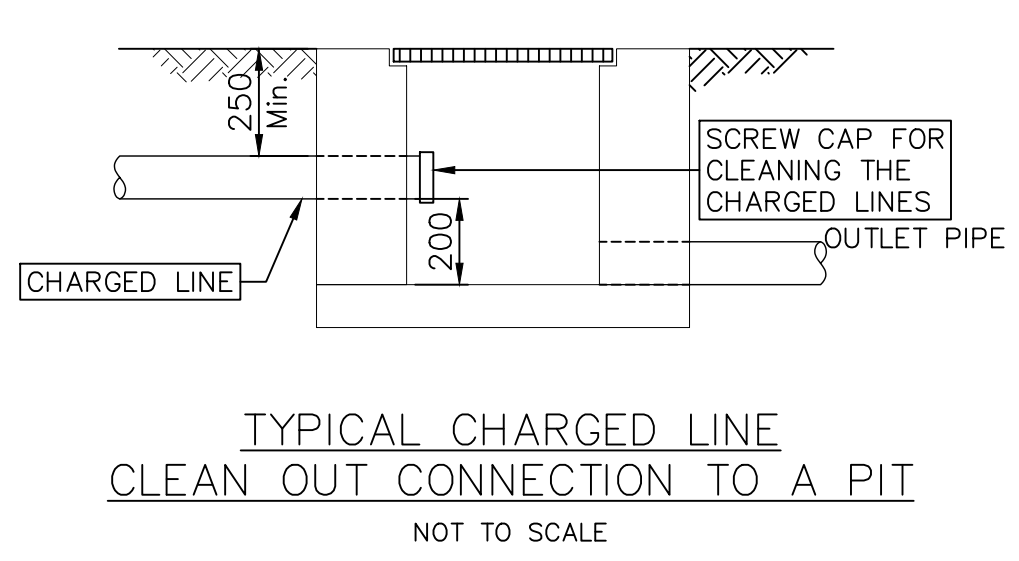 250
Min.
SCREW CAP FOR
CLEANING THE
CHARGED LINES
200
OUTLET PIPE
CHARGED LINE
TYPICAL CHARGED LINE
CLEAN OUT CONNECTION TO A PIT
NOT TO SCALE